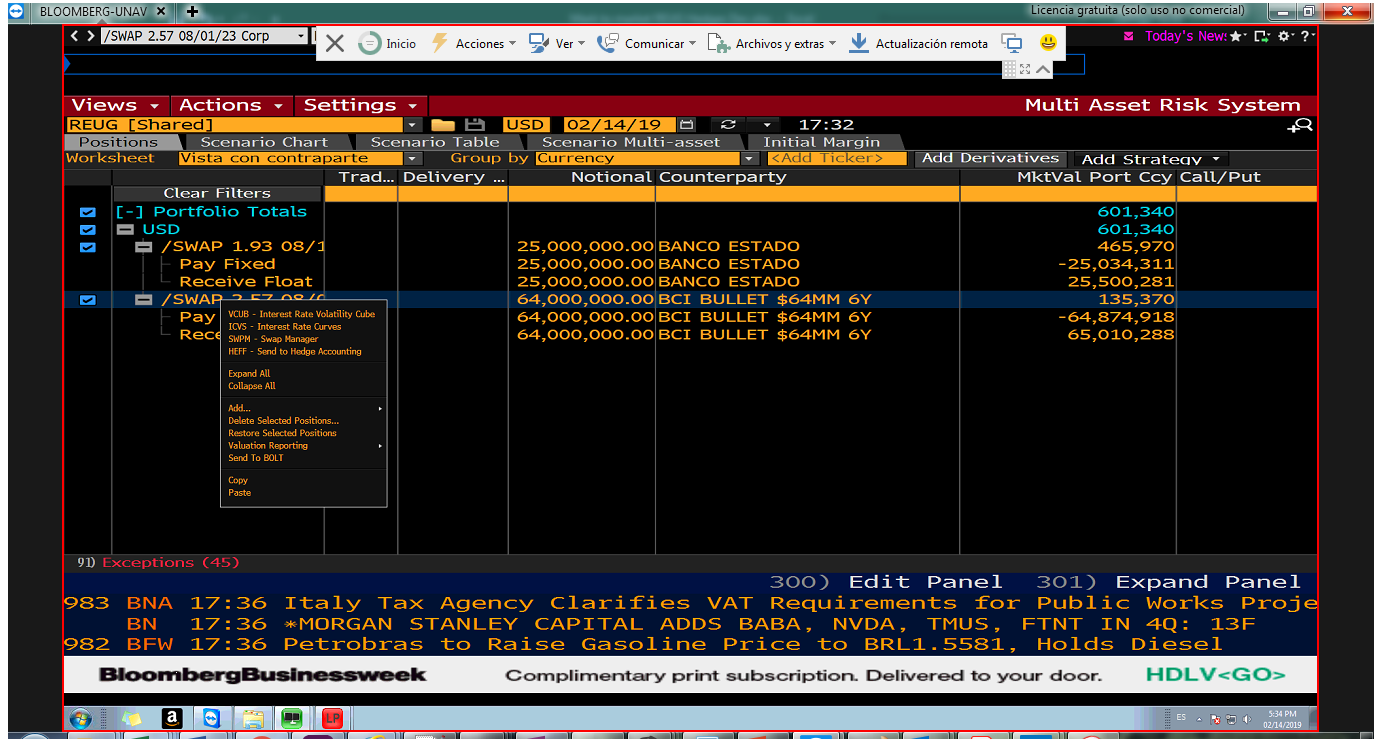 BLOOMBERG-UNAV × + Licencia gratuita (solo uso no comercial)
< > /SWAP 2.57 08/01/23 Corp
Inicio Acciones Ver Comunicar Archivos y extras Actualización remota
Today's News
Views Actions Settings Multi Asset Risk System
REUG [Shared] USD 02/14/19 17:32
Positions Scenario Chart Scenario Table Scenario Multi-asset Initial Margin
Worksheet Vista con contraparte Group by Currency <Add Ticker> Add Derivatives Add Strategy
Trad... Delivery ... Notional Counterparty MktVal Port Ccy Call/Put
Clear Filters
[-] Portfolio Totals 601,340
USD 601,340
/SWAP 1.93 08/1 25,000,000.00 BANCO ESTADO 465,970
Pay Fixed 25,000,000.00 BANCO ESTADO -25,034,311
Receive Float 25,000,000.00 BANCO ESTADO 25,500,281
/SWAP 2.57 08/0 64,000,000.00 BCI BULLET $64MM 6Y 135,370
Pay 64,000,000.00 BCI BULLET $64MM 6Y -64,874,918
Rece 64,000,000.00 BCI BULLET $64MM 6Y 65,010,288
VCUB - Interest Rate Volatility Cube
ICVS - Interest Rate Curves
SWPM - Swap Manager
HEFF - Send to Hedge Accounting
Expand All
Collapse All
Add...
Delete Selected Positions...
Restore Selected Positions
Valuation Reporting
Send To BOLT
Copy
Paste
91) Exceptions (45)
300) Edit Panel 301) Expand Panel
983 BNA 17:36 Italy Tax Agency Clarifies VAT Requirements for Public Works Proje
BN 17:36 *MORGAN STANLEY CAPITAL ADDS BABA, NVDA, TMUS, FTNT IN 4Q: 13F
982 BFW 17:36 Petrobras to Raise Gasoline Price to BRL1.5581, Holds Diesel
BloombergBusinessweek Complimentary print subscription. Delivered to your door. HDLV<GO>
ES 5:34 PM
02/14/2019